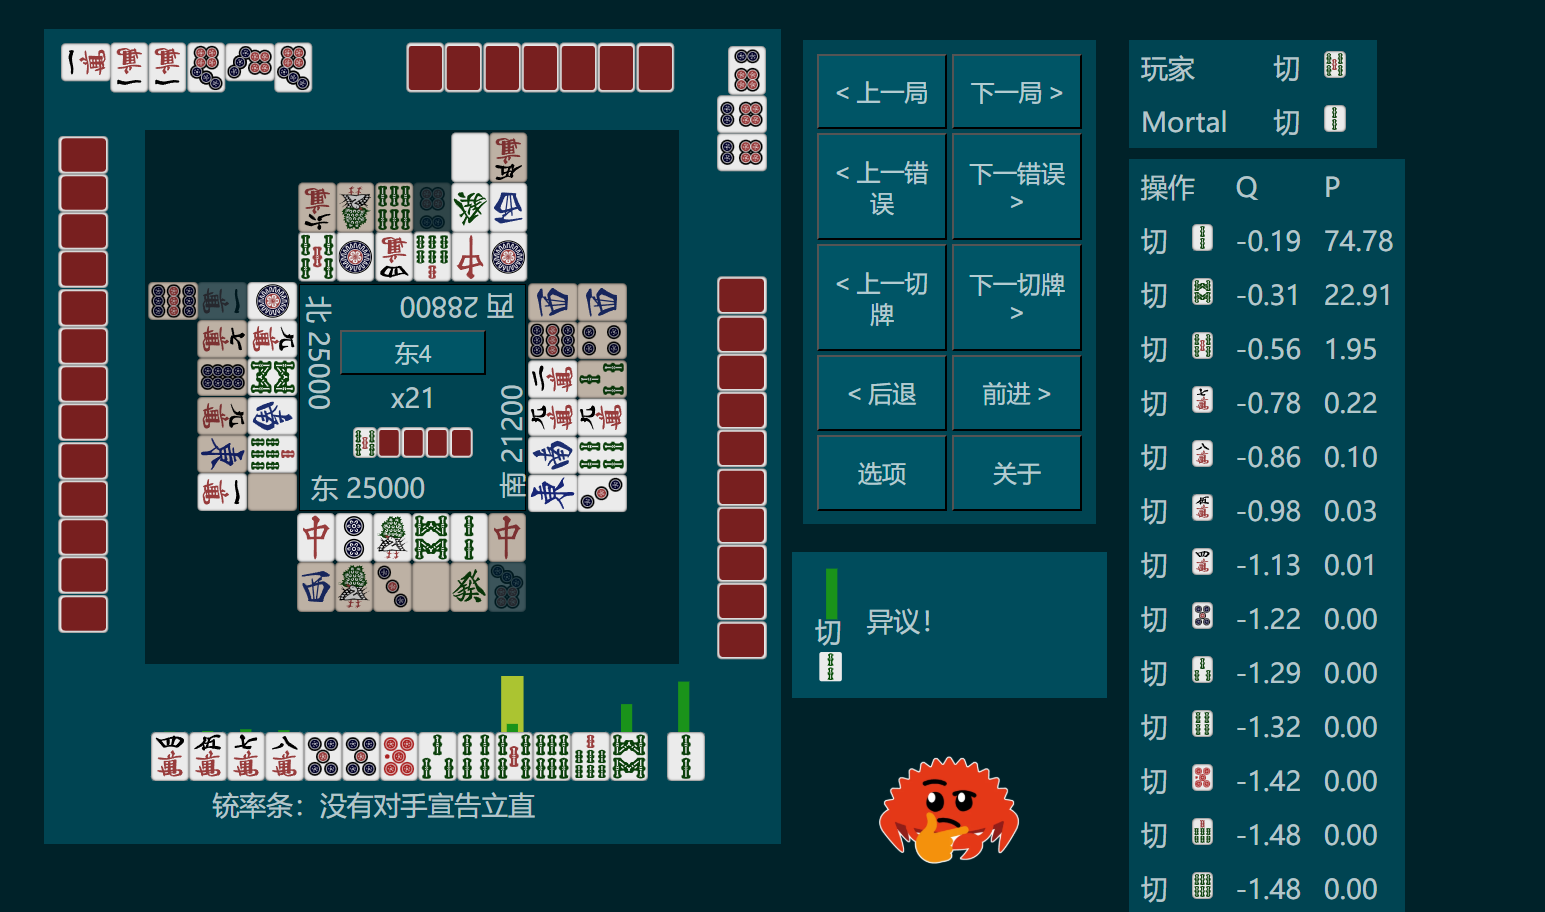 < 上一局
下一局 >
< 上一错误
下一错误 >
< 上一切牌
下一切牌 >
< 后退
前进 >
选项
关于
玩家 切
Mortal 切
操作 Q P
切 -0.19 74.78
切 -0.31 22.91
切 -0.56 1.95
切 -0.78 0.22
切 -0.86 0.10
切 -0.98 0.03
切 -1.13 0.01
切 -1.22 0.00
切 -1.29 0.00
切 -1.32 0.00
切 -1.42 0.00
切 -1.48 0.00
切 -1.48 0.00
西 28800
北 25000
东4
x21
南 21200
东 25000
切
异议！
铳率条：没有对手宣告立直